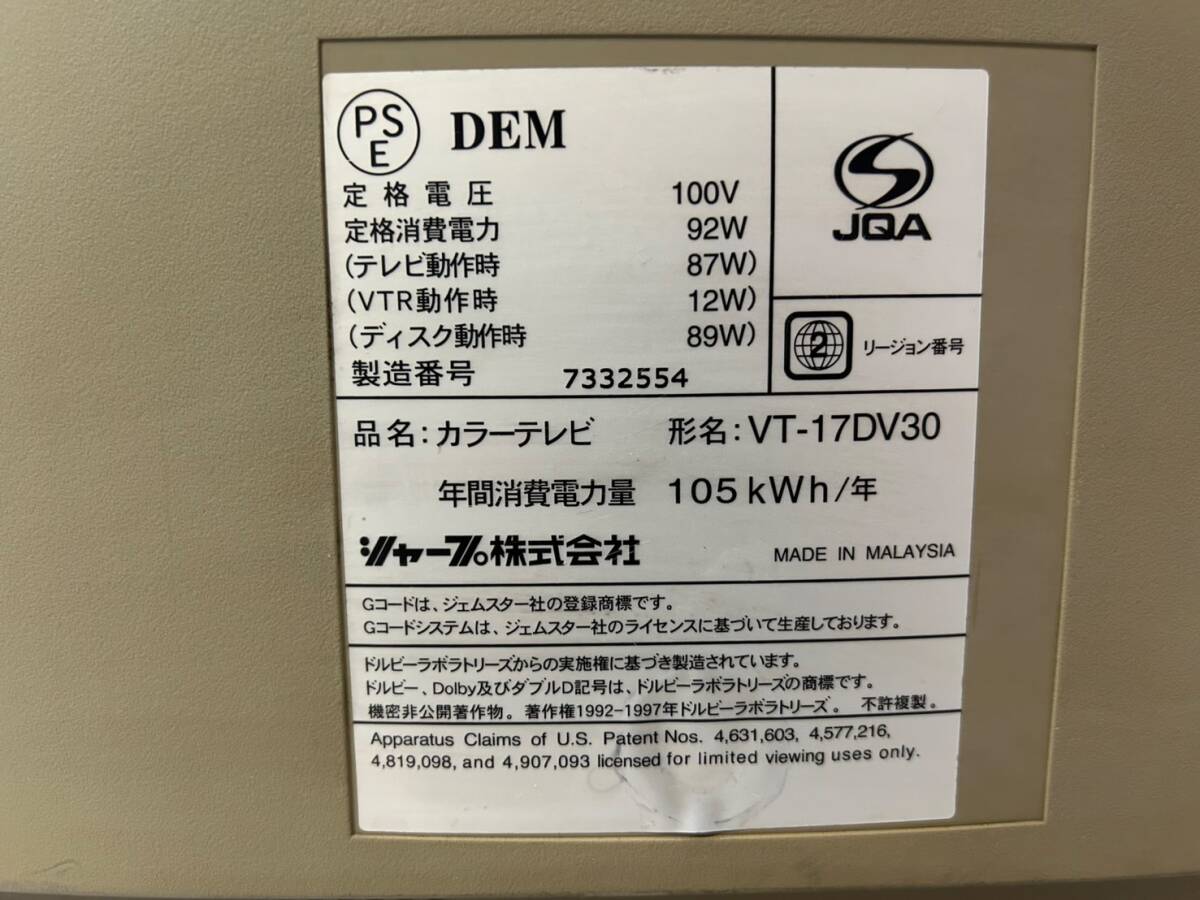 PS
E
DEM
定格電圧 100V
定格消費電力 92W
(テレビ動作時 87W)
(VTR動作時 12W)
(ディスク動作時 89W)
製造番号 7332554
JQA
2 リージョン番号
品名:カラーテレビ 形名:VT-17DV30
年間消費電力量 105kWh/年
シャープ株式会社 MADE IN MALAYSIA
Gコードは、ジェムスター社の登録商標です。
Gコードシステムは、ジェムスター社のライセンスに基づいて生産しております。
ドルビーラボラトリーズからの実施権に基づき製造されています。
ドルビー、Dolby及びダブルD記号は、ドルビーラボラトリーズの商標です。
機密非公開著作物。著作権1992-1997年ドルビーラボラトリーズ。不許複製。
Apparatus Claims of U.S. Patent Nos. 4,631,603, 4,577,216,
4,819,098, and 4,907,093 licensed for limited viewing uses only.